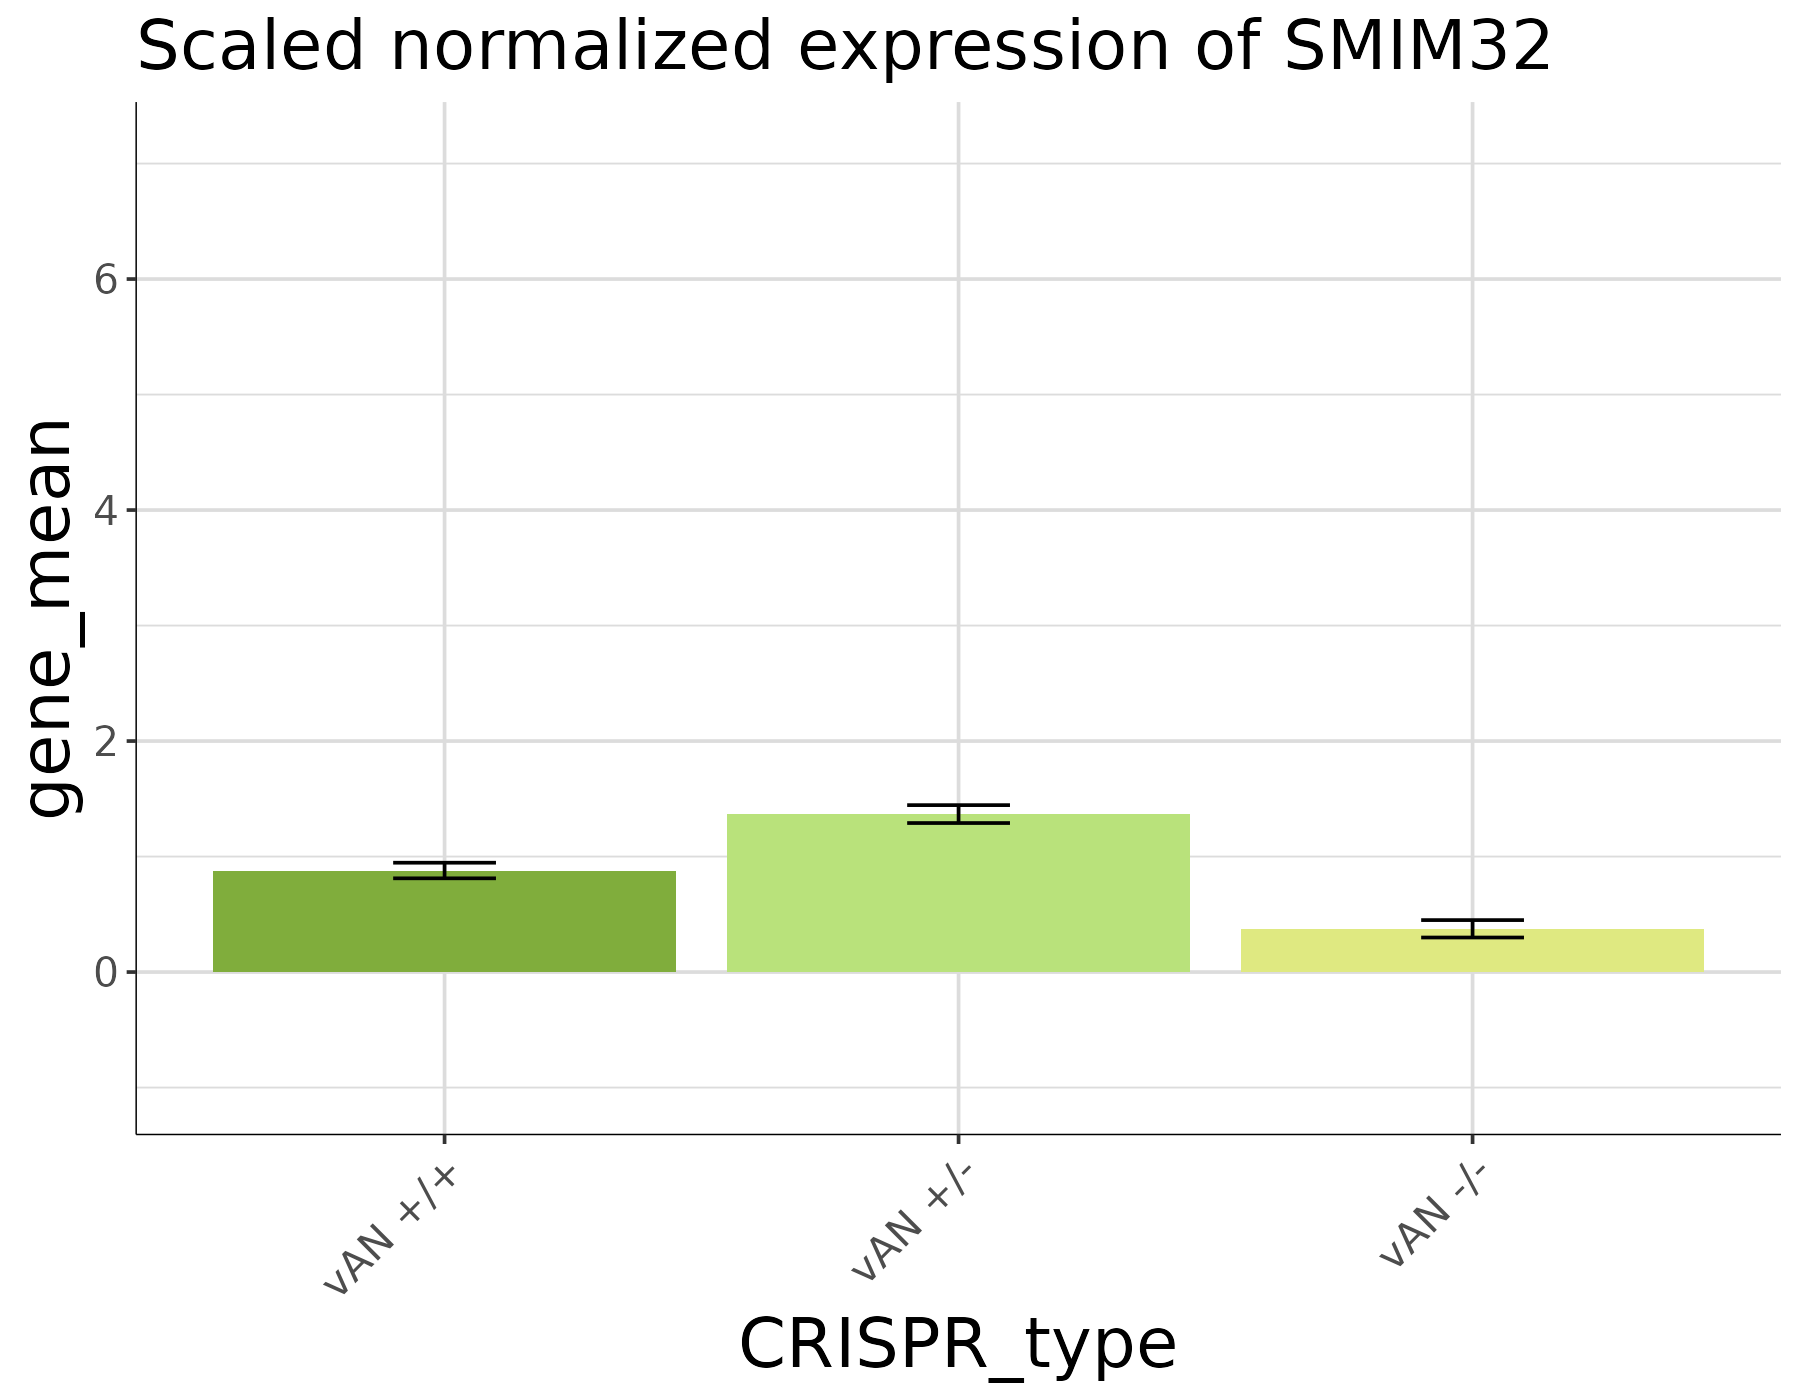 Scaled normalized expression of SMIM32
gene_mean
6
4
2
0
vAN +/+
vAN +/-
vAN -/-
CRISPR_type